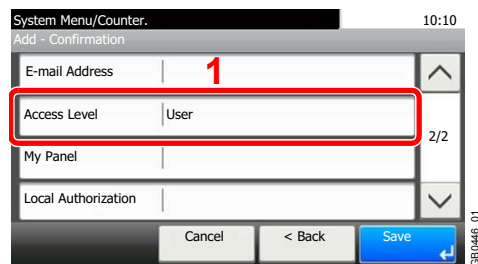 System Menu/Counter. 10:10
Add - Confirmation
E-mail Address
1
Access Level User
2/2
My Panel
Local Authorization
Cancel < Back Save
GB0446_01